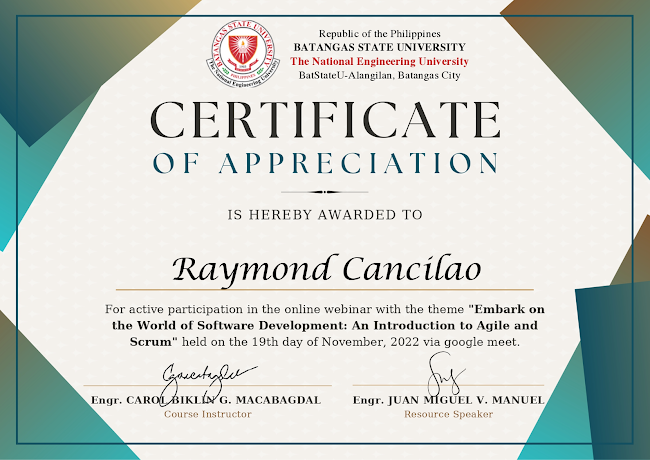 BATANGAS STATE UNIVERSITY
The National Engineering University
PHILIPPINES
Republic of the Philippines
BATANGAS STATE UNIVERSITY
The National Engineering University
BatStateU-Alangilan, Batangas City
CERTIFICATE
OF APPRECIATION
IS HEREBY AWARDED TO
Raymond Cancilao
For active participation in the online webinar with the theme "Embark on
the World of Software Development: An Introduction to Agile and
Scrum" held on the 19th day of November, 2022 via google meet.
Engr. CAROL BIKLIN G. MACABAGDAL
Course Instructor
Engr. JUAN MIGUEL V. MANUEL
Resource Speaker